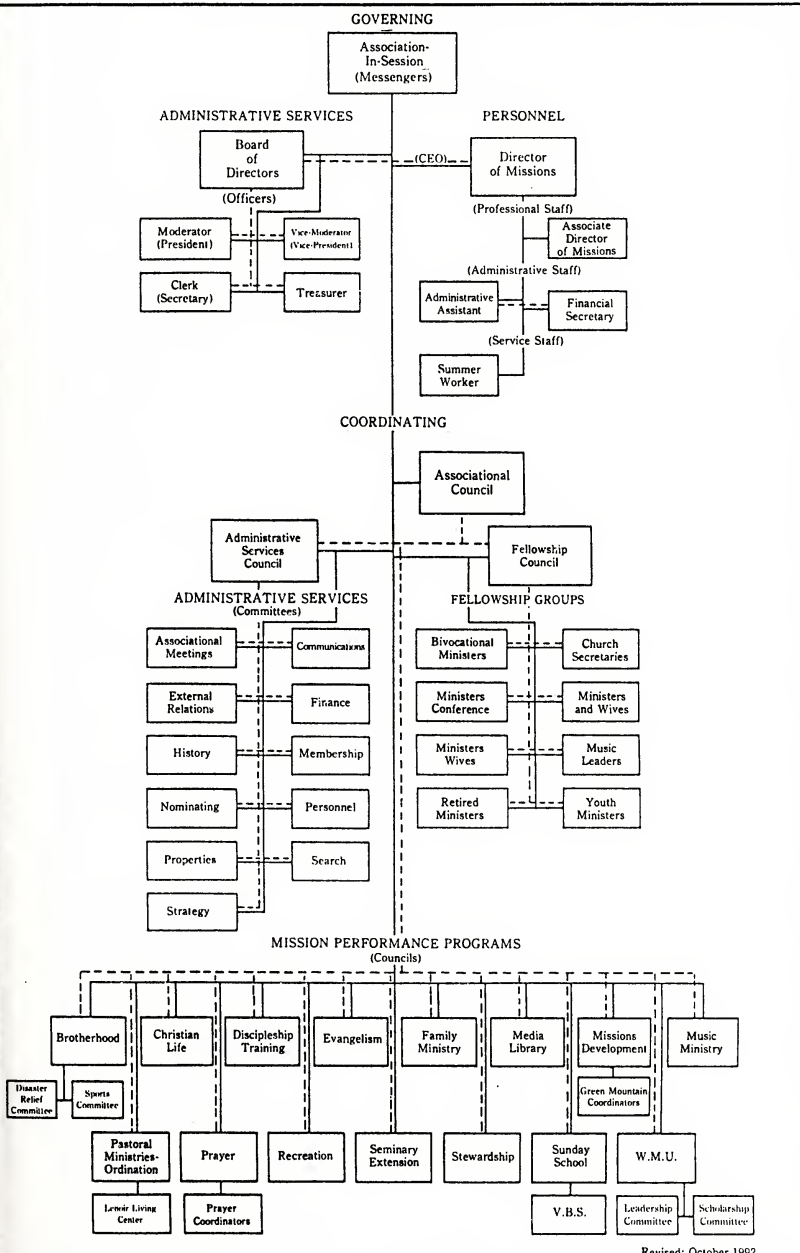 GOVERNING
Association-
In-Session
(Messengers)
ADMINISTRATIVE SERVICES
PERSONNEL
Board
of
Directors
(CEO)
Director
of Missions
(Officers)
(Professional Staff)
Moderator
(President)
Vice-Moderator
(Vice-President)
Associate
Director
of Missions
(Administrative Staff)
Clerk
(Secretary)
Treasurer
Administrative
Assistant
Financial
Secretary
(Service Staff)
Summer
Worker
COORDINATING
Associational
Council
Administrative
Services
Council
Fellowship
Council
ADMINISTRATIVE SERVICES
(Committees)
FELLOWSHIP GROUPS
Associational
Meetings
Communications
Bivocational
Ministers
Church
Secretaries
External
Relations
Finance
Ministers
Conference
Ministers
and Wives
History
Membership
Ministers
Wives
Music
Leaders
Nominating
Personnel
Retired
Ministers
Youth
Ministers
Properties
Search
Strategy
MISSION PERFORMANCE PROGRAMS
(Councils)
Brotherhood
Christian
Life
Discipleship
Training
Evangelism
Family
Ministry
Media
Library
Missions
Development
Music
Ministry
Disaster
Relief
Committee
Sports
Committee
Green Mountain
Coordinators
Pastoral
Ministries-
Ordination
Prayer
Recreation
Seminary
Extension
Stewardship
Sunday
School
W.M.U.
Lenoir Living
Center
Prayer
Coordinators
V.B.S.
Leadership
Committee
Scholarship
Committee
Revised: October 1992